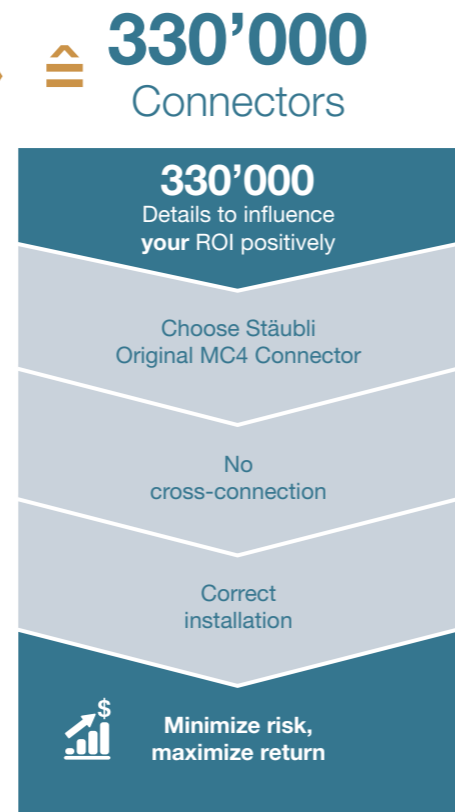 ≙ 330’000
Connectors
330’000
Details to influence
your ROI positively
Choose Stäubli
Original MC4 Connector
No
cross-connection
Correct
installation
$
Minimize risk,
maximize return